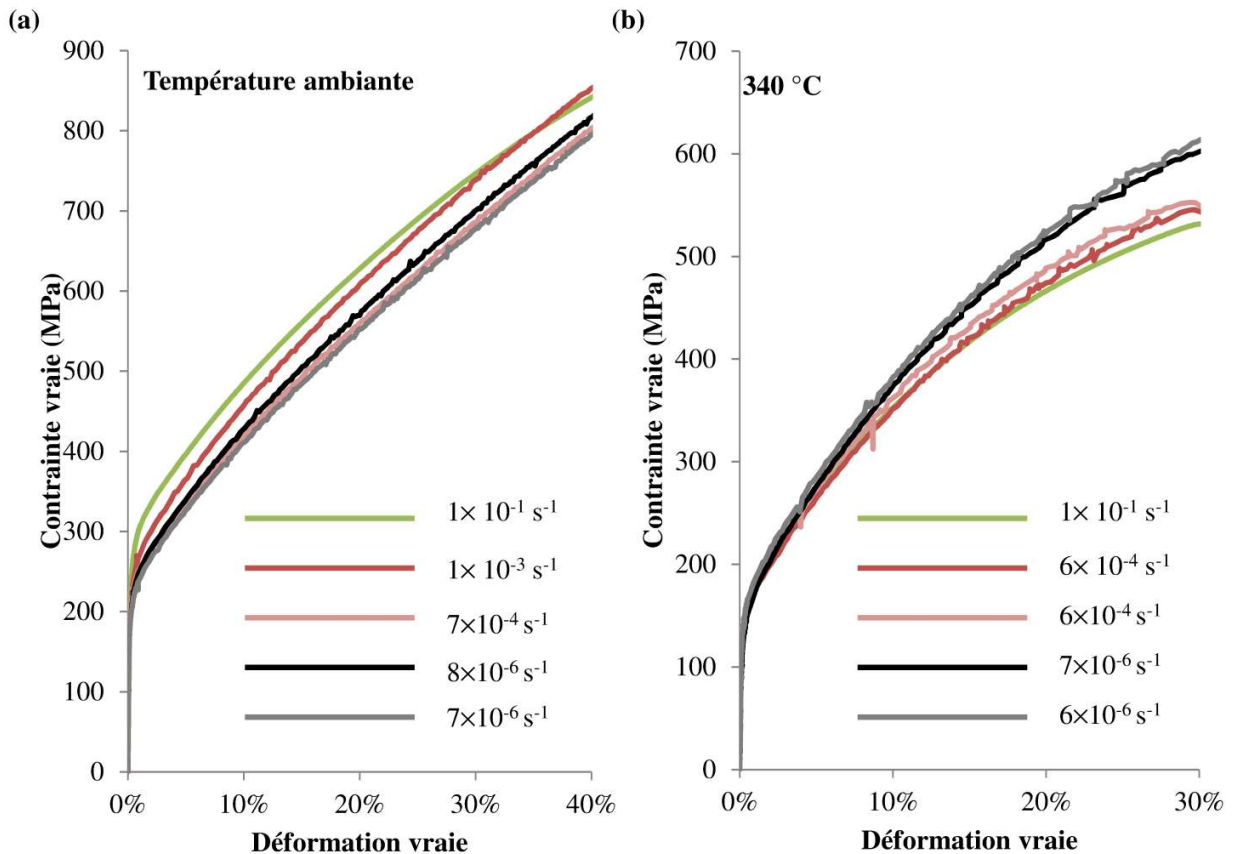 (a)
Température ambiante
900
800
700
600
500
400
300
200
100
0
Contrainte vraie (MPa)
1× 10⁻¹ s⁻¹
1× 10⁻³ s⁻¹
7×10⁻⁴ s⁻¹
8×10⁻⁶ s⁻¹
7×10⁻⁶ s⁻¹
0% 10% 20% 30% 40%
Déformation vraie
(b)
340 °C
700
600
500
400
300
200
100
0
Contrainte vraie (MPa)
1× 10⁻¹ s⁻¹
6× 10⁻⁴ s⁻¹
6×10⁻⁴ s⁻¹
7×10⁻⁶ s⁻¹
6×10⁻⁶ s⁻¹
0% 10% 20% 30%
Déformation vraie